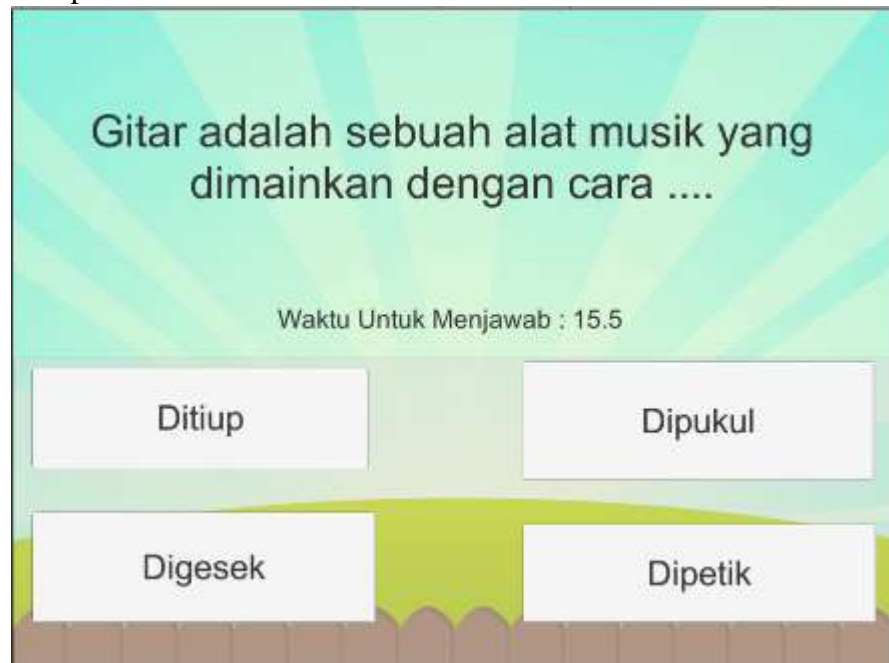 Gitar adalah sebuah alat musik yang
dimainkan dengan cara ....
Waktu Untuk Menjawab : 15.5
Ditiup
Dipukul
Digesek
Dipetik